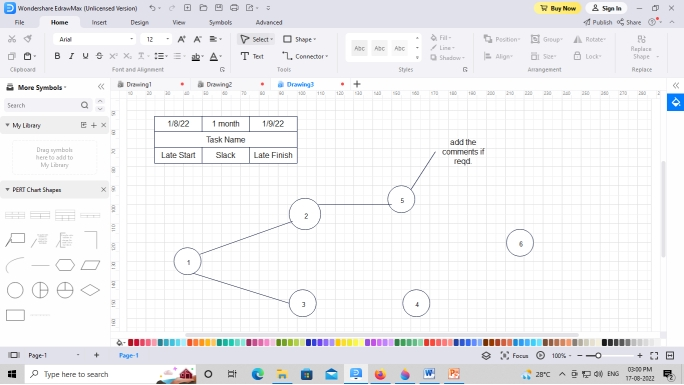 Wondershare EdrawMax (Unlicensed Version)
Buy Now
Sign In
File
Home
Insert
Design
View
Symbols
Advanced
Publish
Share
Arial
12
Select
Shape
Text
Connector
Abc
Abc
Abc
Fill
Line
Shadow
Position
Group
Rotate
Align
Size
Lock
Replace
Shape
Clipboard
Font and Alignment
Tools
Styles
Arrangement
Replace
More Symbols
Drawing1
Drawing2
Drawing3
Search
My Library
Drag symbols
here to add to
My Library
PERT Chart Shapes
1/8/22 1 month 1/9/22
Task Name
Late Start Slack Late Finish
add the
comments if
reqd.
5
2
6
1
3
4
Page-1
Page-1
Focus
100%
Type here to search
28°C
ENG
03:00 PM
17-08-2022